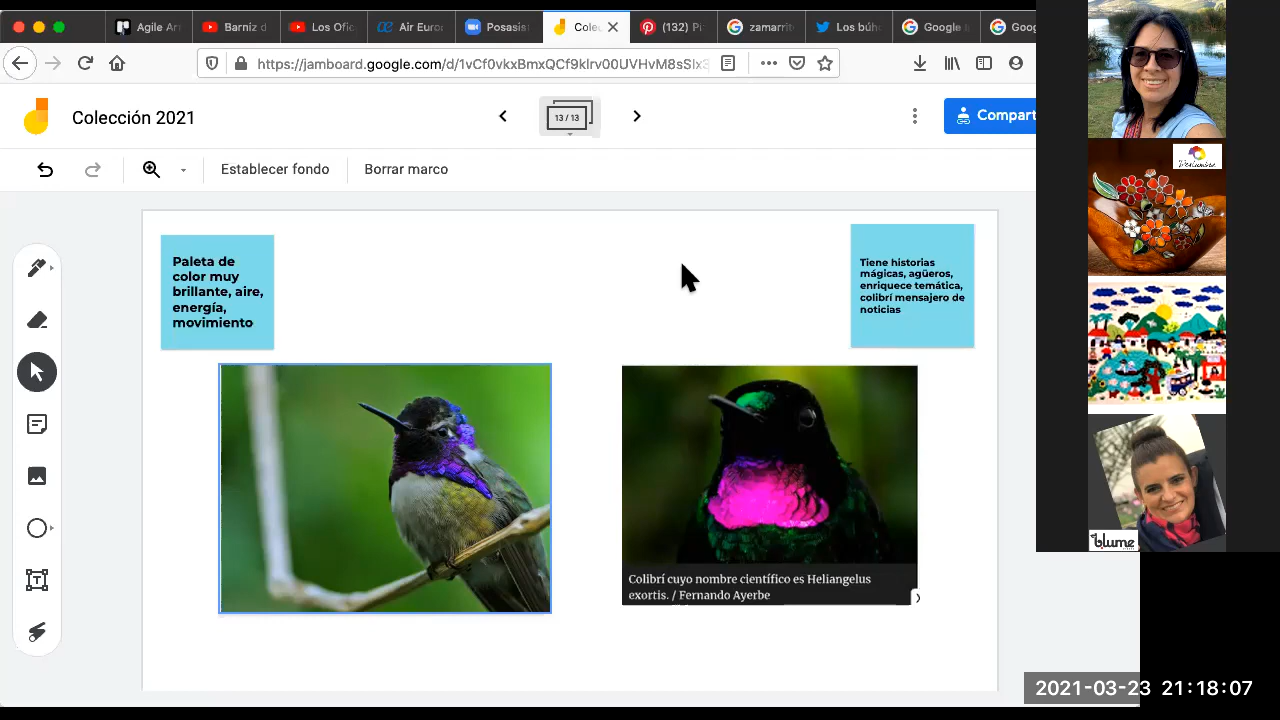 Agile Ar
Barniz d
Los Ofic
Air Euro
Posasis
Colec
(132) Pi
zamarrit
Los búh
Google I
Goog
https://jamboard.google.com/d/1vCf0vkxBmxQCf9klrv00UVHvM8sSlx3
Colección 2021
13 / 13
Compart
Establecer fondo
Borrar marco
Paleta de
color muy
brillante, aire,
energía,
movimiento
Tiene historias
mágicas, agüeros,
enriquece temática,
colibrí mensajero de
noticias
Colibrí cuyo nombre científico es Heliangelus
exortis. / Fernando Ayerbe
blume
2021-03-23 21:18:07